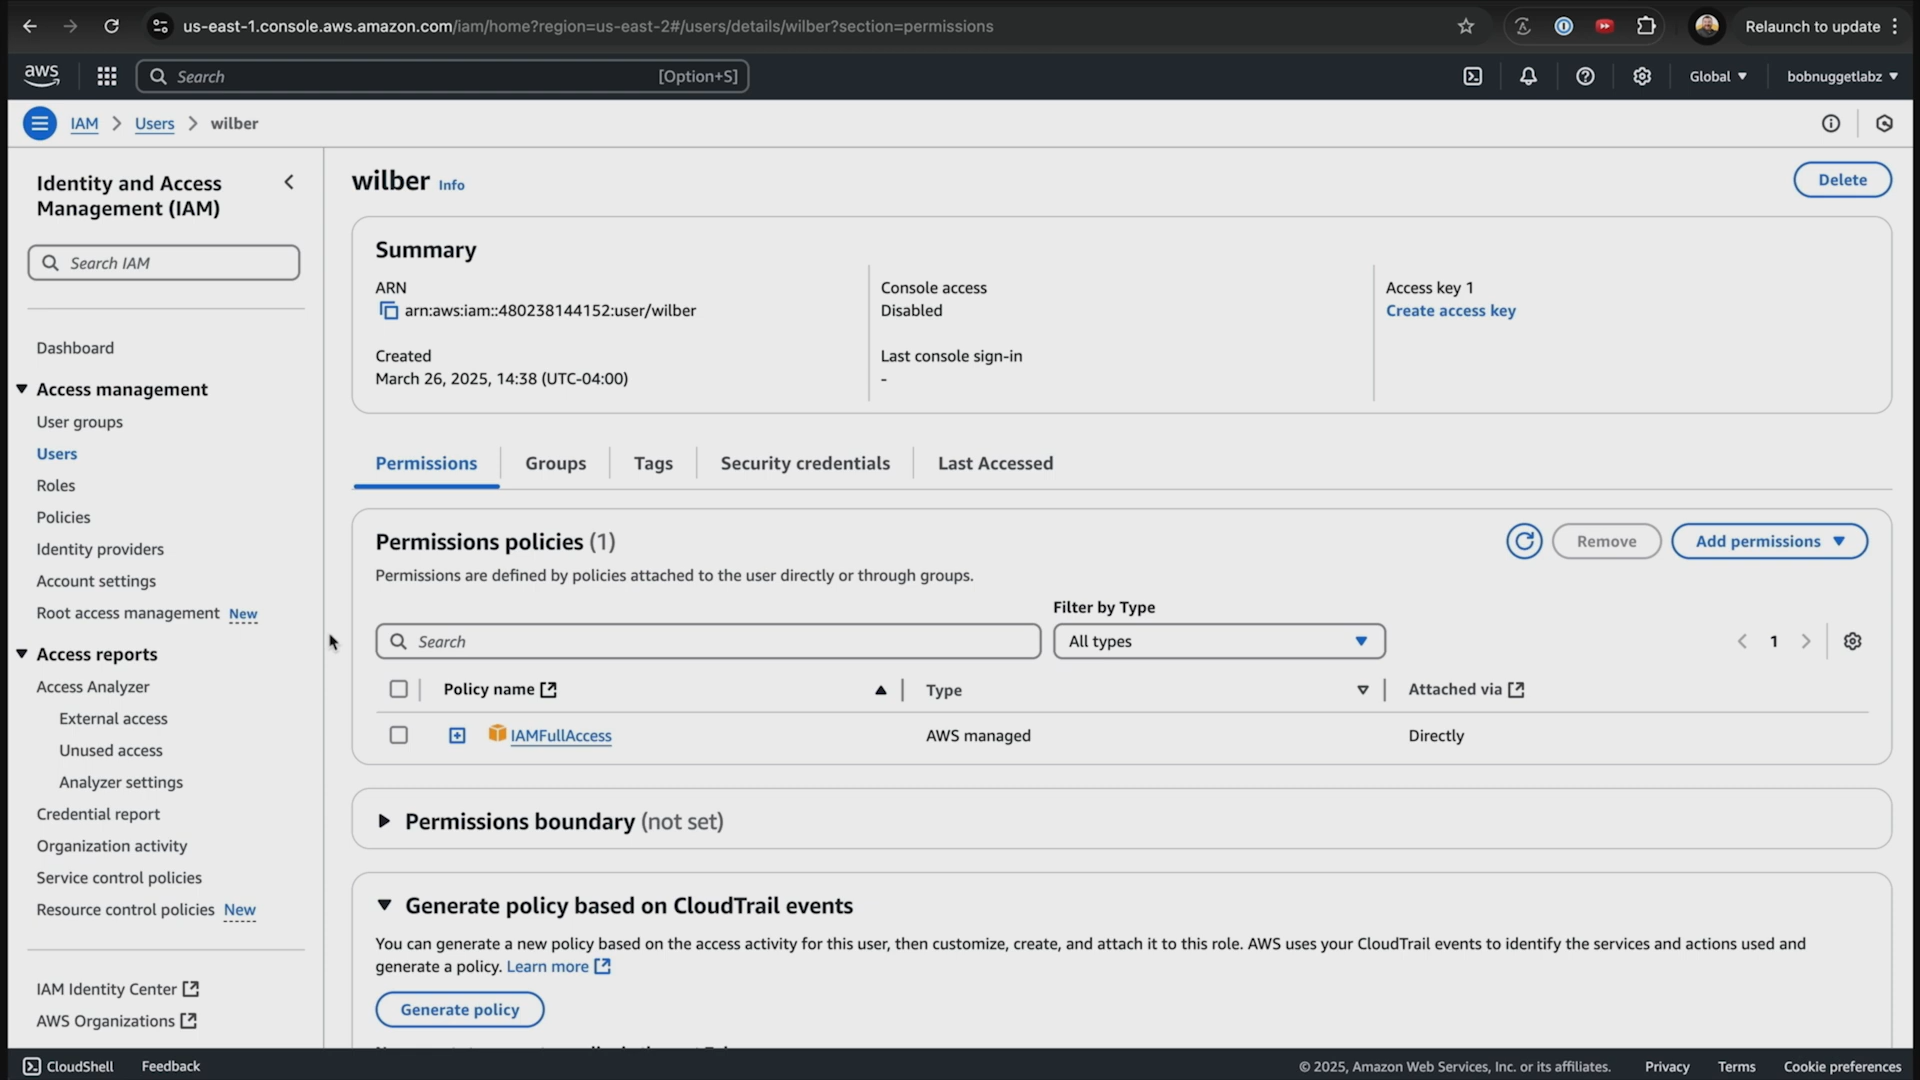 us-east-1.console.aws.amazon.com/iam/home?region=us-east-2#/users/details/wilber?section=permissions
Relaunch to update
aws
Search
[Option+S]
Global
bobnuggetlabz
IAM > Users > wilber
Identity and Access Management (IAM)
Search IAM
Dashboard
Access management
User groups
Users
Roles
Policies
Identity providers
Account settings
Root access management New
Access reports
Access Analyzer
External access
Unused access
Analyzer settings
Credential report
Organization activity
Service control policies
Resource control policies New
IAM Identity Center
AWS Organizations
wilber Info
Delete
Summary
ARN
arn:aws:iam::480238144152:user/wilber
Created
March 26, 2025, 14:38 (UTC-04:00)
Console access
Disabled
Last console sign-in
-
Access key 1
Create access key
Permissions
Groups
Tags
Security credentials
Last Accessed
Permissions policies (1)
Remove
Add permissions
Permissions are defined by policies attached to the user directly or through groups.
Filter by Type
Search
All types
1
Policy name
Type
Attached via
IAMFullAccess
AWS managed
Directly
Permissions boundary (not set)
Generate policy based on CloudTrail events
You can generate a new policy based on the access activity for this user, then customize, create, and attach it to this role. AWS uses your CloudTrail events to identify the services and actions used and
generate a policy. Learn more
Generate policy
CloudShell
Feedback
© 2025, Amazon Web Services, Inc. or its affiliates.
Privacy
Terms
Cookie preferences